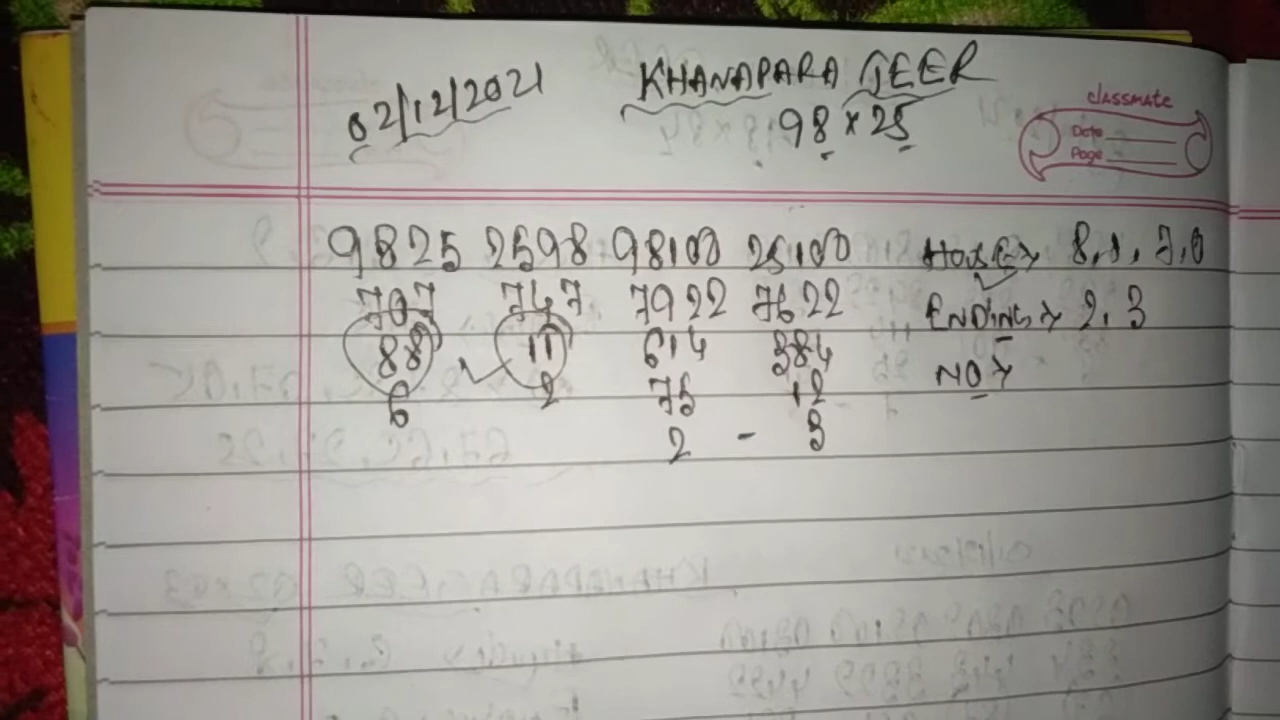 02/12/2021 KHANAPARA TEER
98 x 25
classmate
Date
Page
9825 2598 98100 25100 HOUSE> 8,1,7,0
707 747 7922 7622 ENDING> 2,3
88 11 614 384 NO>
6 2 75 12
2 - 3